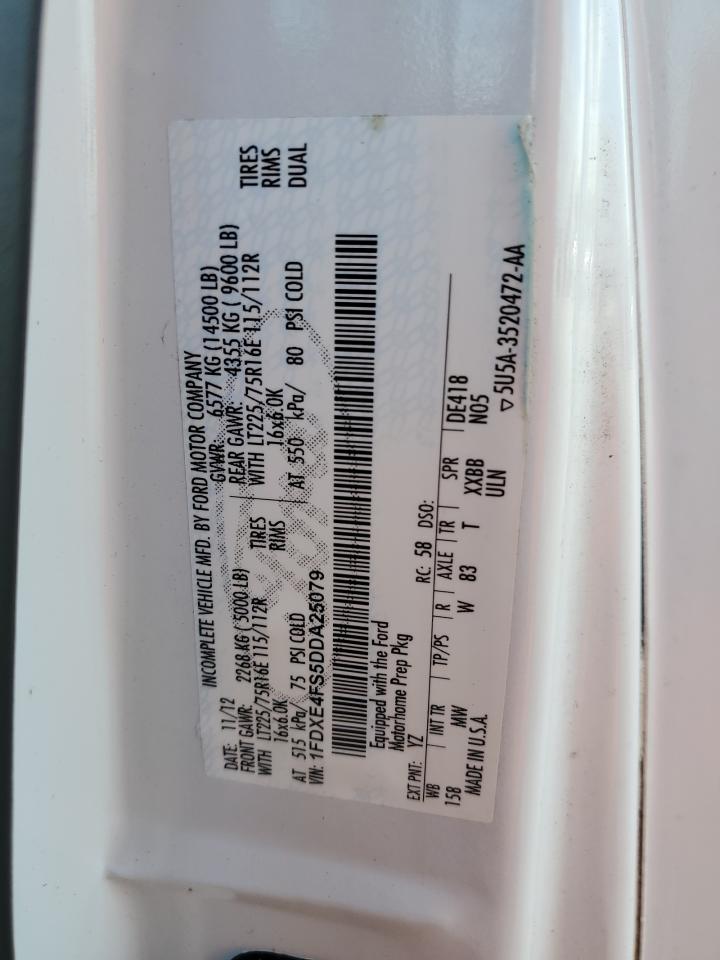 INCOMPLETE VEHICLE MFD. BY FORD MOTOR COMPANY
DATE: 11/12 GVWR: 6577 KG (14500 LB)
FRONT GAWR: 2268 KG ( 5000 LB) REAR GAWR: 4355 KG ( 9600 LB)
WITH LT225/75R16E 115/112R TIRES WITH LT225/75R16E 115/112R TIRES
16x6.0K RIMS 16x6.0K RIMS
AT 515 kPa/ 75 PSI COLD AT 550 kPa/ 80 PSI COLD DUAL
VIN: 1FDXE4FS5DDA25079
Equipped with the Ford
Motorhome Prep Pkg
EXT PNT: YZ RC: 58 DSO:
WB INT TR TP/PS R AXLE TR SPR DE418
158 MW W 83 T XXBB N05
MADE IN U.S.A. ULN
▽5U5A-3520472-AA